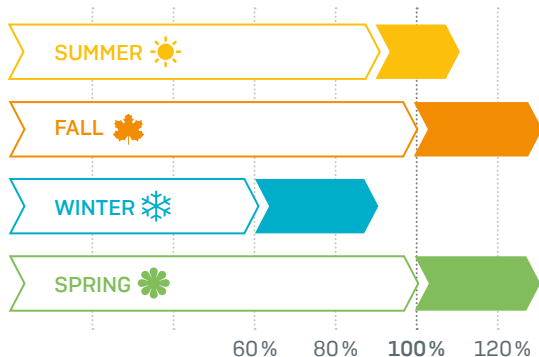 SUMMER
FALL
WINTER
SPRING
60 % 80 % 100 % 120 %